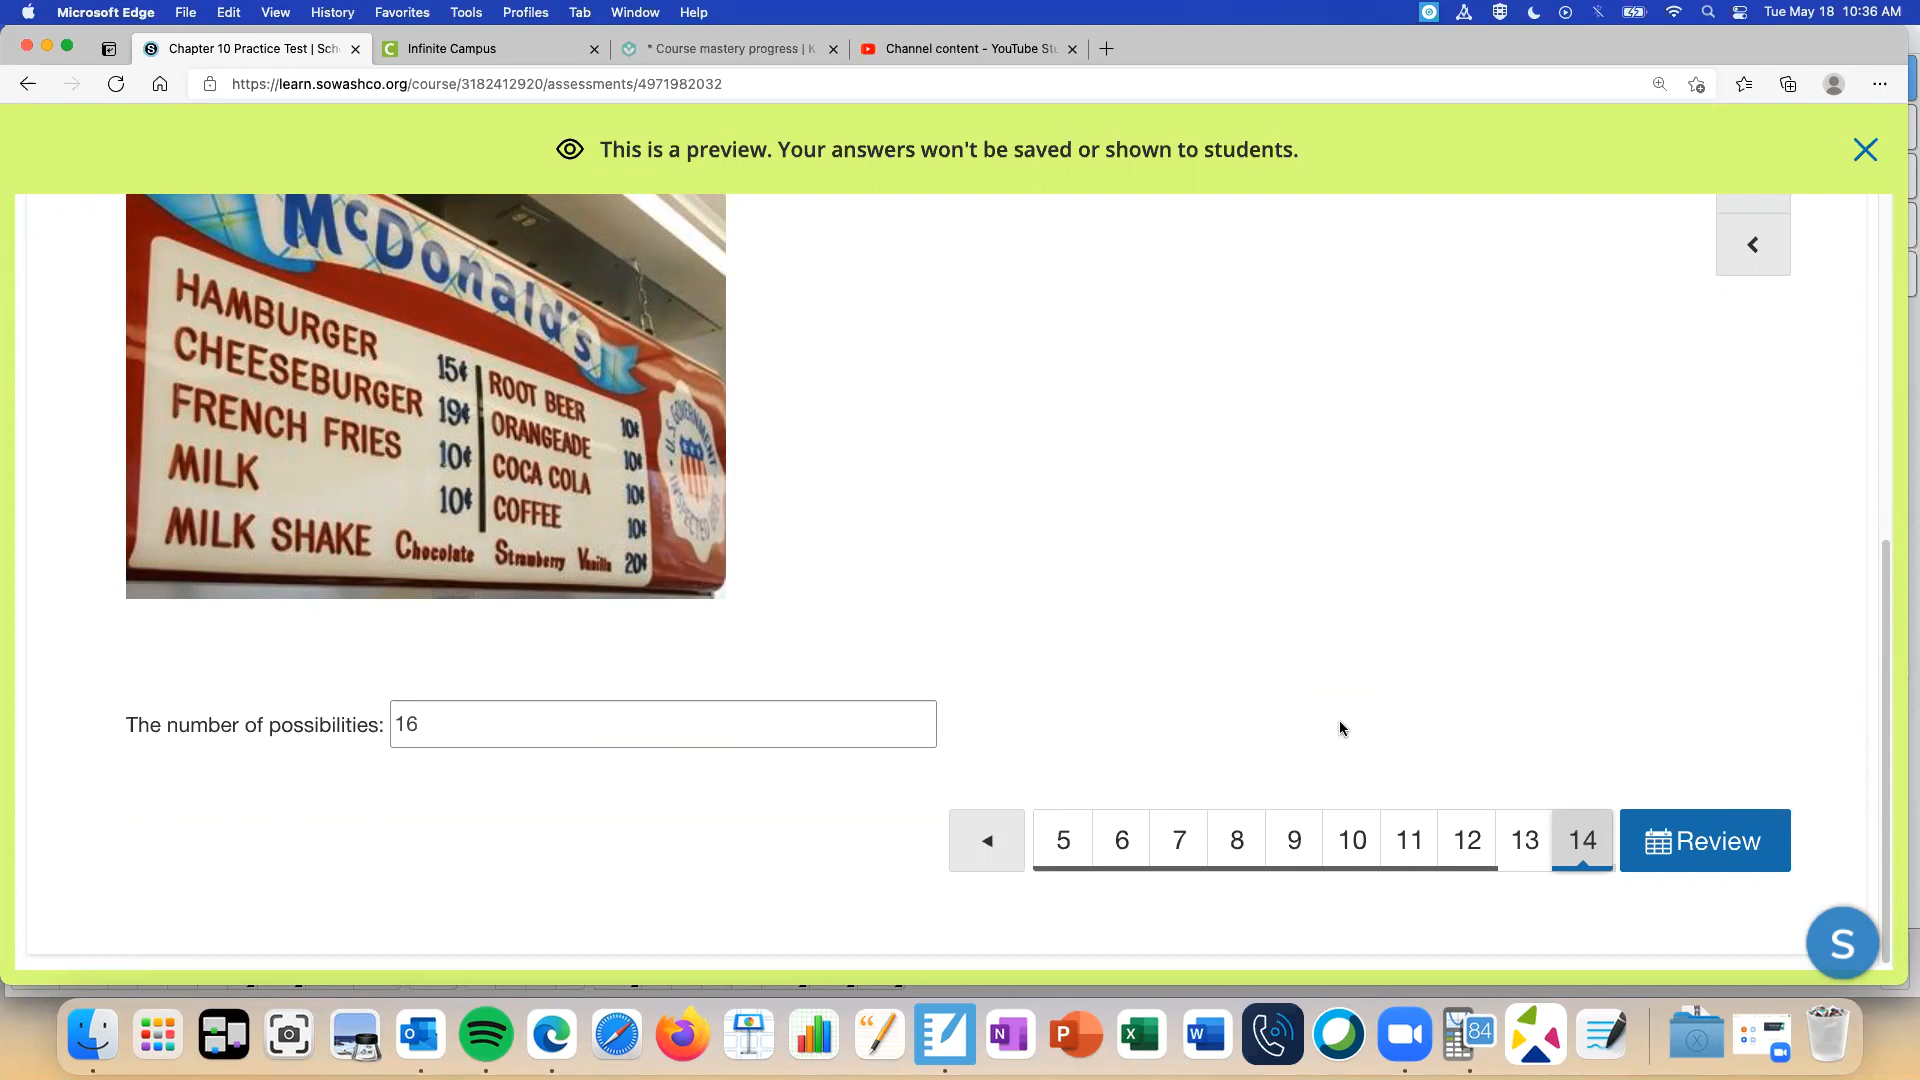 Microsoft Edge File Edit View History Favorites Tools Profiles Tab Window Help Tue May 18 10:36 AM
Chapter 10 Practice Test | Sch Infinite Campus * Course mastery progress | K Channel content - YouTube Stu
https://learn.sowashco.org/course/3182412920/assessments/4971982032
This is a preview. Your answers won't be saved or shown to students.
McDonald's
HAMBURGER 15¢
CHEESEBURGER 19¢
FRENCH FRIES 10¢
MILK 10¢
ROOT BEER 10¢
ORANGEADE 10¢
COCA COLA 10¢
COFFEE 10¢
MILK SHAKE Chocolate Strawberry Vanilla 20¢
U.S. GOVERNMENT INSPECTED
The number of possibilities: 16
5 6 7 8 9 10 11 12 13 14 Review
S
N P X W 84